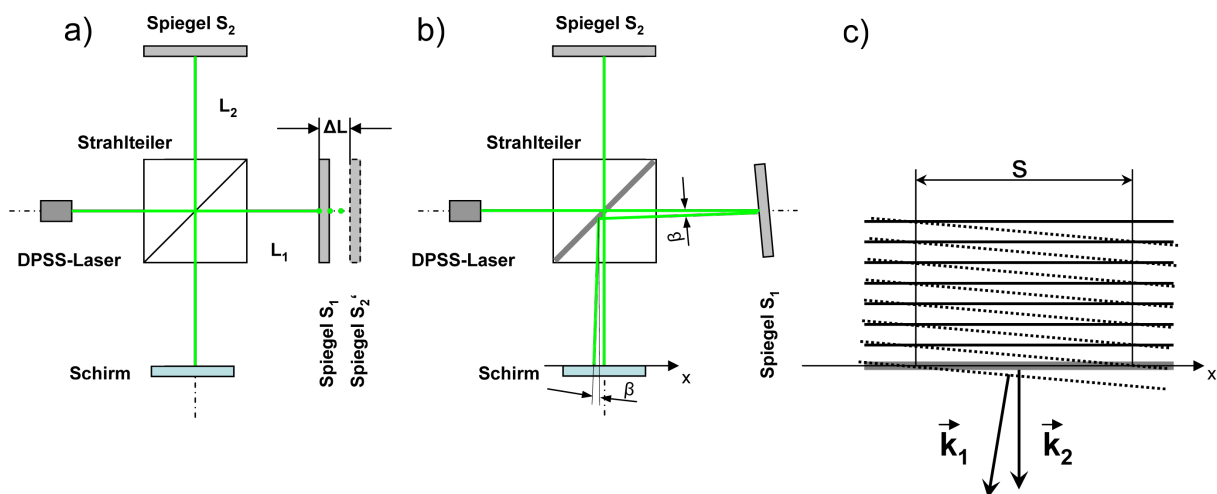 a)
Spiegel S₂
L₂
ΔL
Strahlteiler
DPSS-Laser
L₁
Spiegel S₁
Spiegel S₂‘
Schirm
b)
Spiegel S₂
Strahlteiler
β
DPSS-Laser
Spiegel S₁
Schirm
x
β
c)
S
x
k₁
k₂